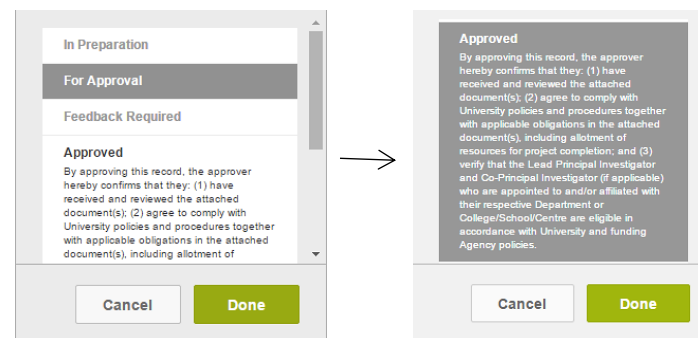 In Preparation
For Approval
Feedback Required
Approved
By approving this record, the approver
hereby confirms that they: (1) have
received and reviewed the attached
document(s); (2) agree to comply with
University policies and procedures together
with applicable obligations in the attached
document(s), including allotment of
Cancel
Done
Approved
By approving this record, the approver
hereby confirms that they: (1) have
received and reviewed the attached
document(s); (2) agree to comply with
University policies and procedures together
with applicable obligations in the attached
document(s), including allotment of
resources for project completion; and (3)
verify that the Lead Principal Investigator
and Co-Principal Investigator (if applicable)
who are appointed to and/or affiliated with
their respective Department or
College/School/Centre are eligible in
accordance with University and funding
Agency policies.
Cancel
Done